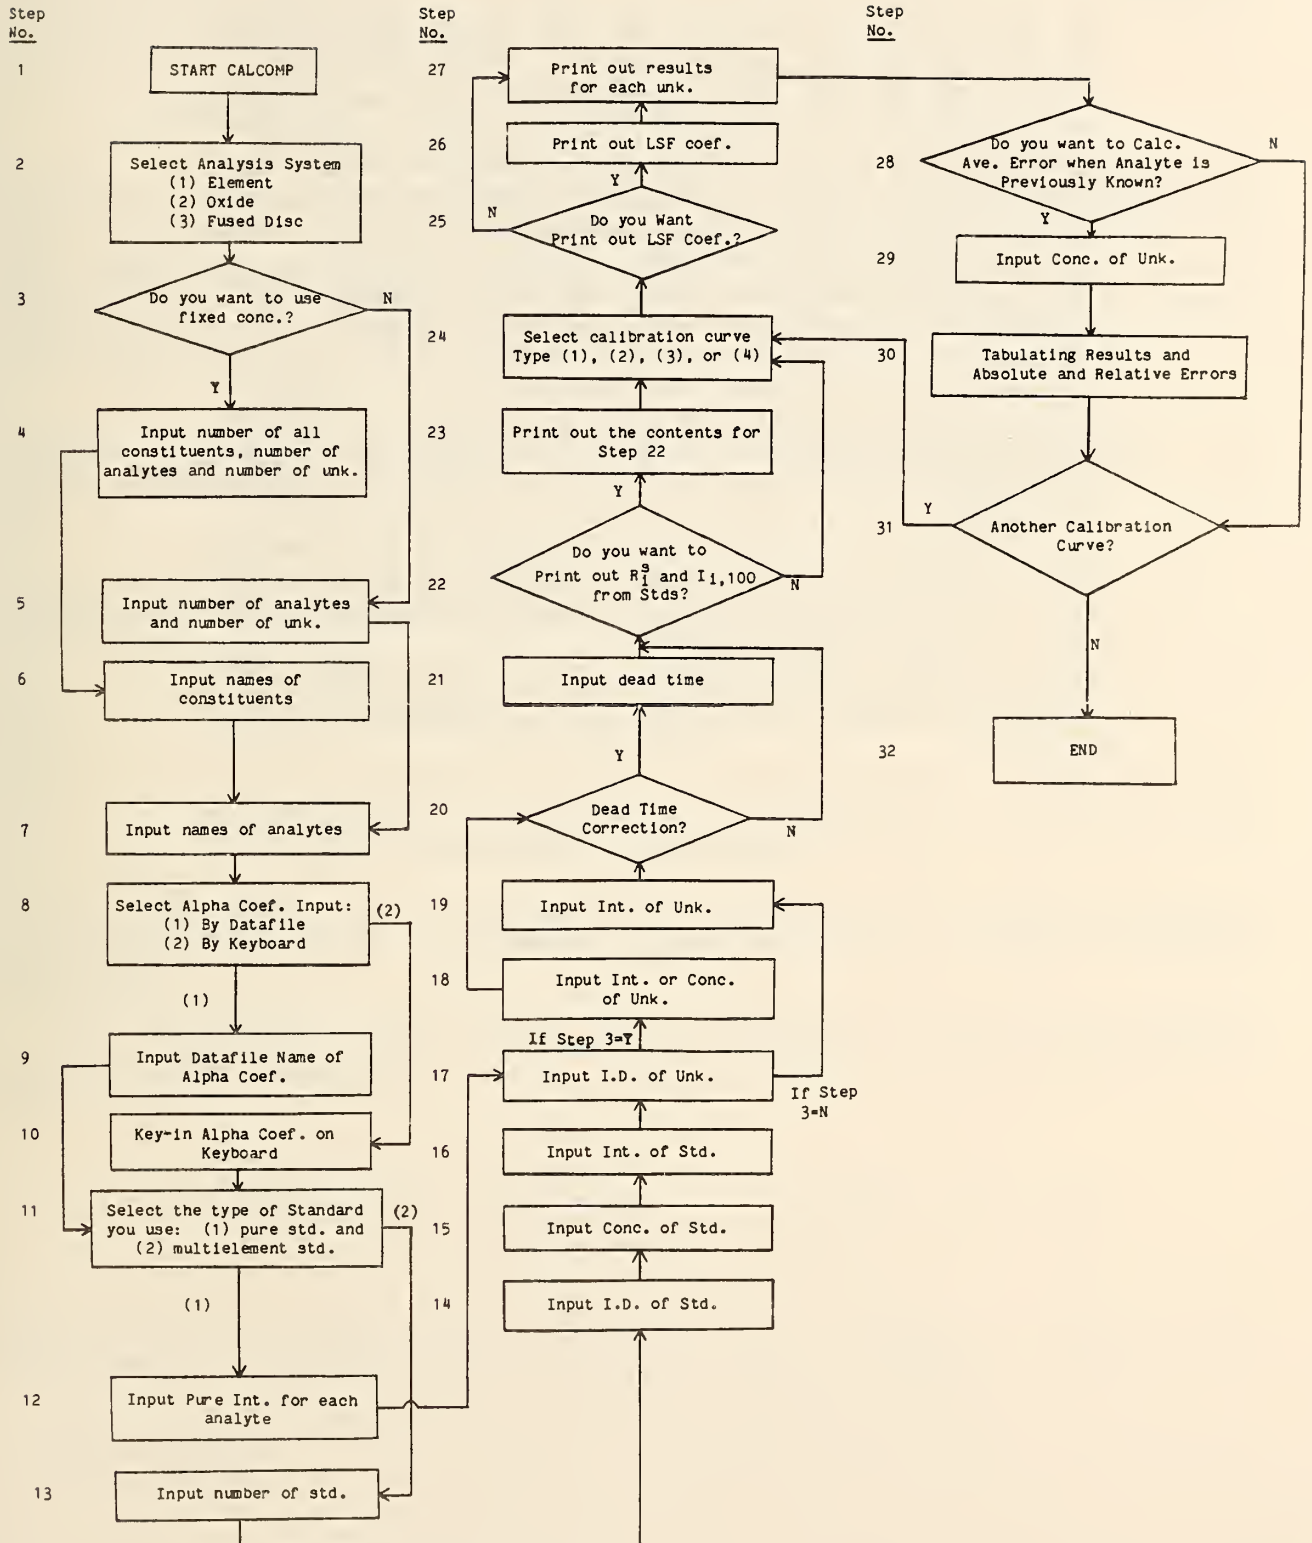 Step
No.
1
START CALCOMP
2
Select Analysis System
(1) Element
(2) Oxide
(3) Fused Disc
3
Do you want to use
fixed conc.?
N
Y
4
Input number of all
constituents, number of
analytes and number of unk.
5
Input number of analytes
and number of unk.
6
Input names of
constituents
7
Input names of analytes
8
Select Alpha Coef. Input:
(1) By Datafile
(2) By Keyboard
(2)
(1)
9
Input Datafile Name of
Alpha Coef.
10
Key-in Alpha Coef. on
Keyboard
11
Select the type of Standard
you use: (1) pure std. and
(2) multielement std.
(2)
(1)
12
Input Pure Int. for each
analyte
13
Input number of std.
Step
No.
27
Print out results
for each unk.
26
Print out LSF coef.
Y
N
25
Do you Want
Print out LSF Coef.?
24
Select calibration curve
Type (1), (2), (3), or (4)
23
Print out the contents for
Step 22
Y
22
Do you want to
Print out R_i^s and I_i,100
from Stds?
N
21
Input dead time
Y
20
Dead Time
Correction?
N
19
Input Int. of Unk.
18
Input Int. or Conc.
of Unk.
If Step 3=Y
17
Input I.D. of Unk.
If Step
3=N
16
Input Int. of Std.
15
Input Conc. of Std.
14
Input I.D. of Std.
Step
No.
28
Do you want to Calc.
Ave. Error when Analyte is
Previously Known?
N
Y
29
Input Conc. of Unk.
30
Tabulating Results and
Absolute and Relative Errors
31
Another Calibration
Curve?
Y
N
32
END